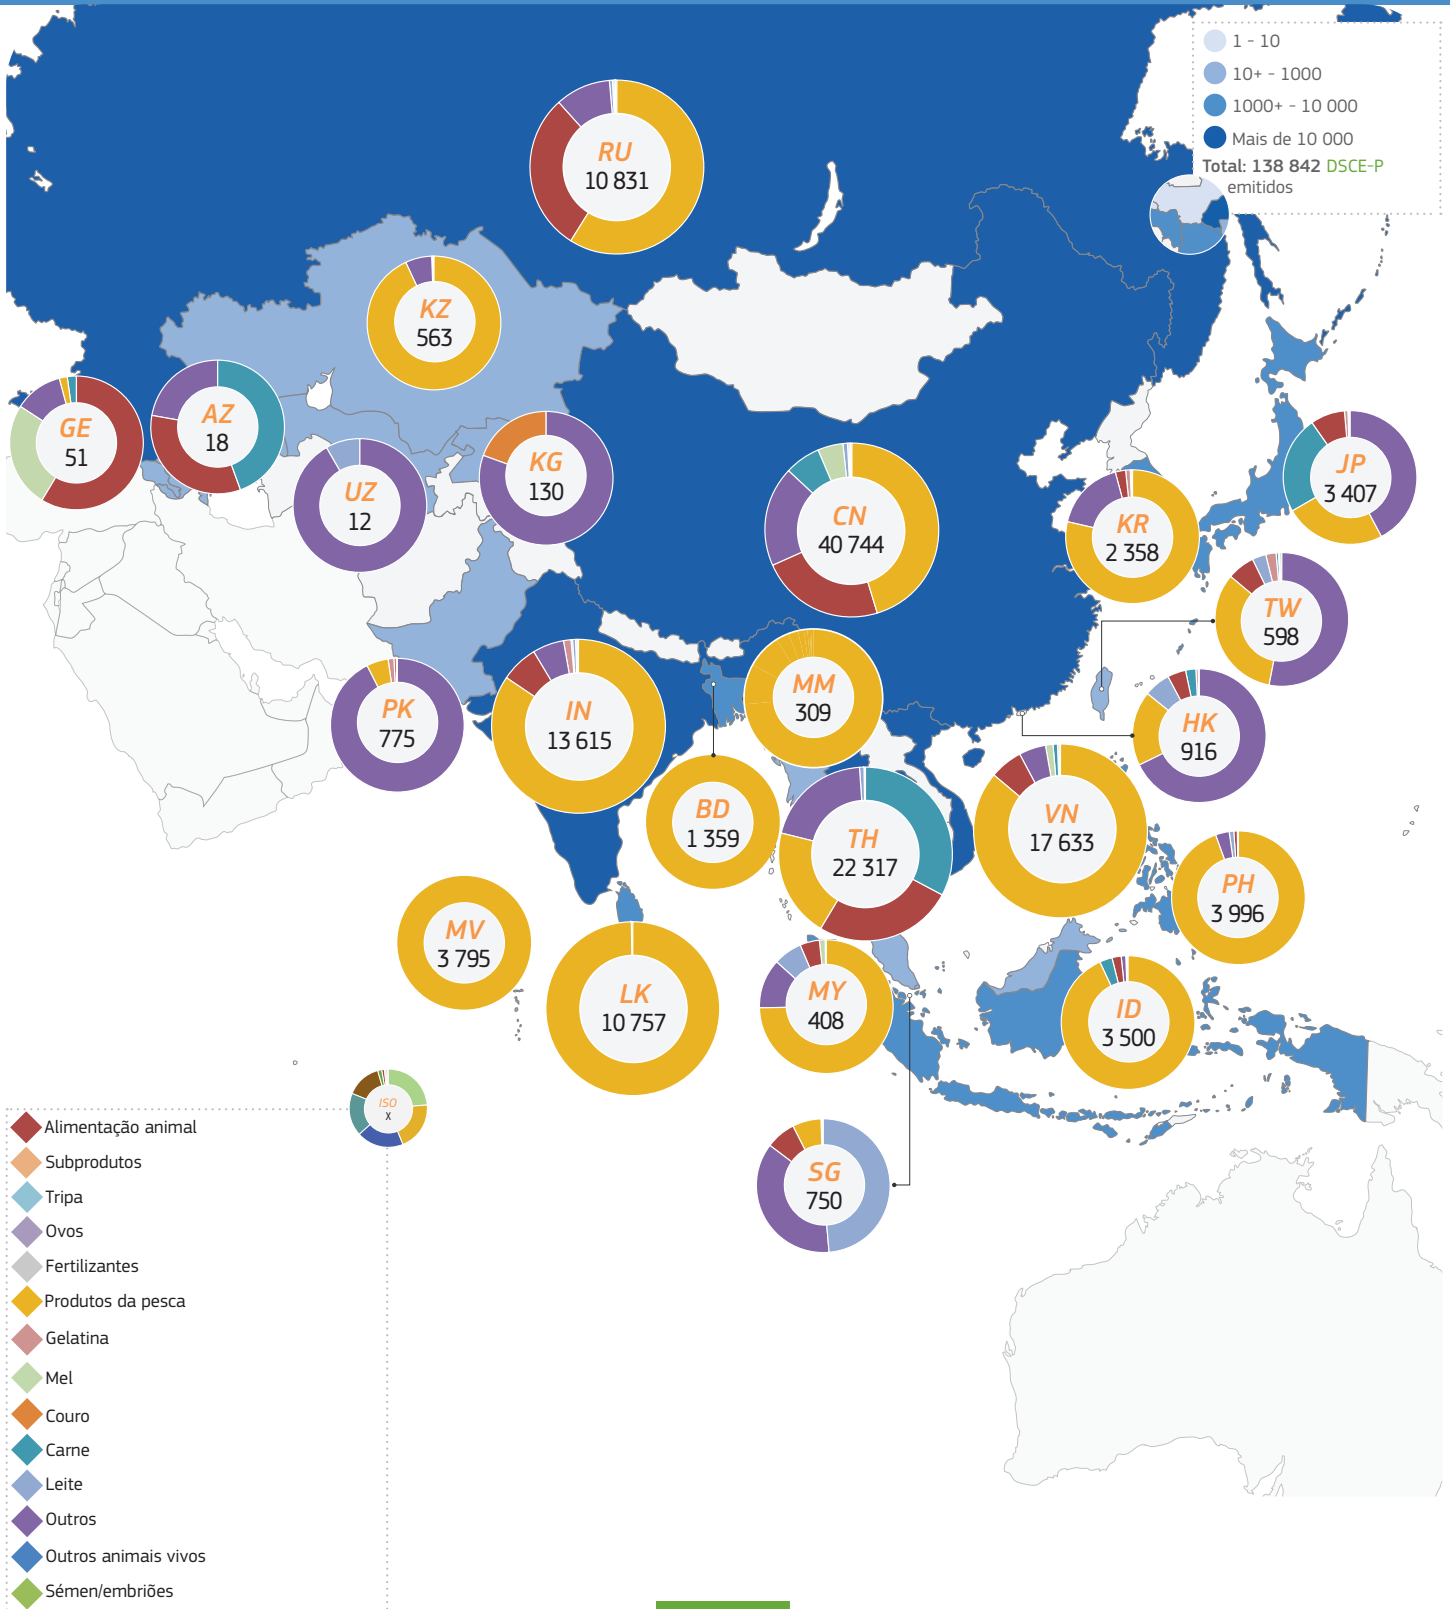 1 - 10
10+ - 1000
1000+ - 10 000
Mais de 10 000
Total: 138 842 DSCE-P
emitidos
RU
10 831
KZ
563
GE
51
AZ
18
UZ
12
KG
130
CN
40 744
KR
2 358
JP
3 407
TW
598
HK
916
PK
775
IN
13 615
MM
309
BD
1 359
TH
22 317
VN
17 633
PH
3 996
MV
3 795
LK
10 757
MY
408
ID
3 500
SG
750
ISO
X
Alimentação animal
Subprodutos
Tripa
Ovos
Fertilizantes
Produtos da pesca
Gelatina
Mel
Couro
Carne
Leite
Outros
Outros animais vivos
Sémen/embriões